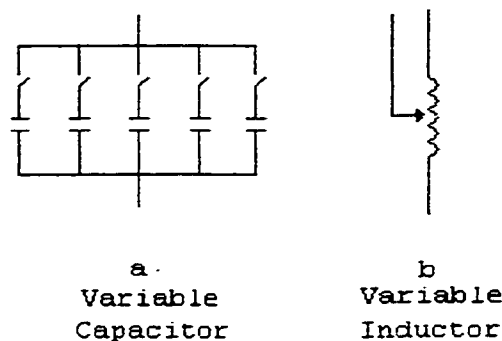 a
Variable
Capacitor
b
Variable
Inductor